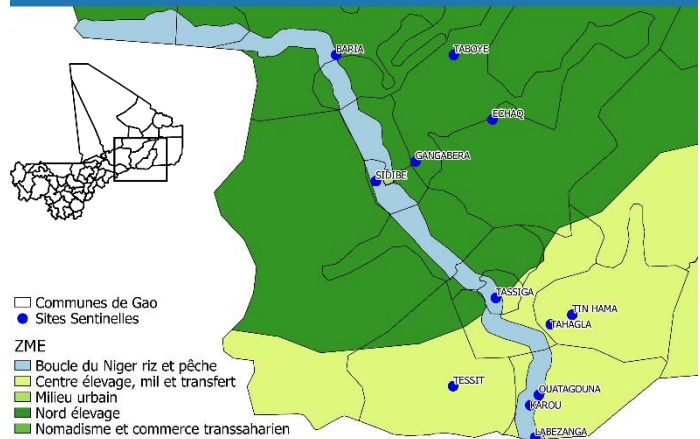 BARIA
TABOYE
ECHAQ
GANGABERA
SIDIBE
TASSIGA
TIN HAMA
TAHAGLA
TESSIT
OUATAGOUNA
KAROU
LABEZANGA
Communes de Gao
Sites Sentinelles
ZME
Boucle du Niger riz et pêche
Centre élevage, mil et transfert
Milieu urbain
Nord élevage
Nomadisme et commerce transsaharien